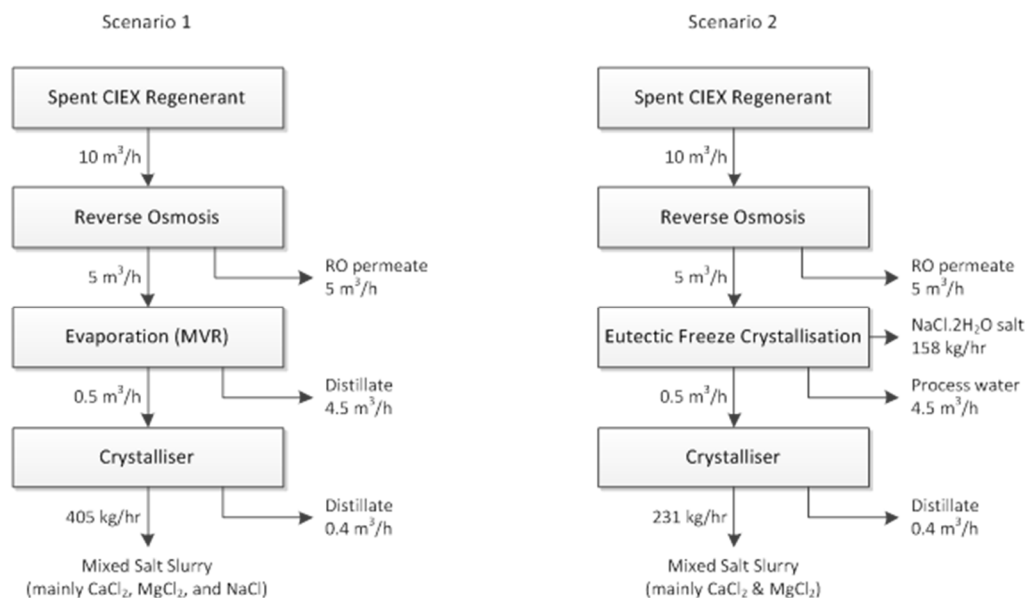 Scenario 1
Spent CIEX Regenerant
10 m³/h
Reverse Osmosis
5 m³/h
RO permeate
5 m³/h
Evaporation (MVR)
0.5 m³/h
Distillate
4.5 m³/h
Crystalliser
405 kg/hr
Distillate
0.4 m³/h
Mixed Salt Slurry
(mainly CaCl₂, MgCl₂, and NaCl)
Scenario 2
Spent CIEX Regenerant
10 m³/h
Reverse Osmosis
5 m³/h
RO permeate
5 m³/h
Eutectic Freeze Crystallisation
NaCl.2H₂O salt
158 kg/hr
0.5 m³/h
Process water
4.5 m³/h
Crystalliser
231 kg/hr
Distillate
0.4 m³/h
Mixed Salt Slurry
(mainly CaCl₂ & MgCl₂)